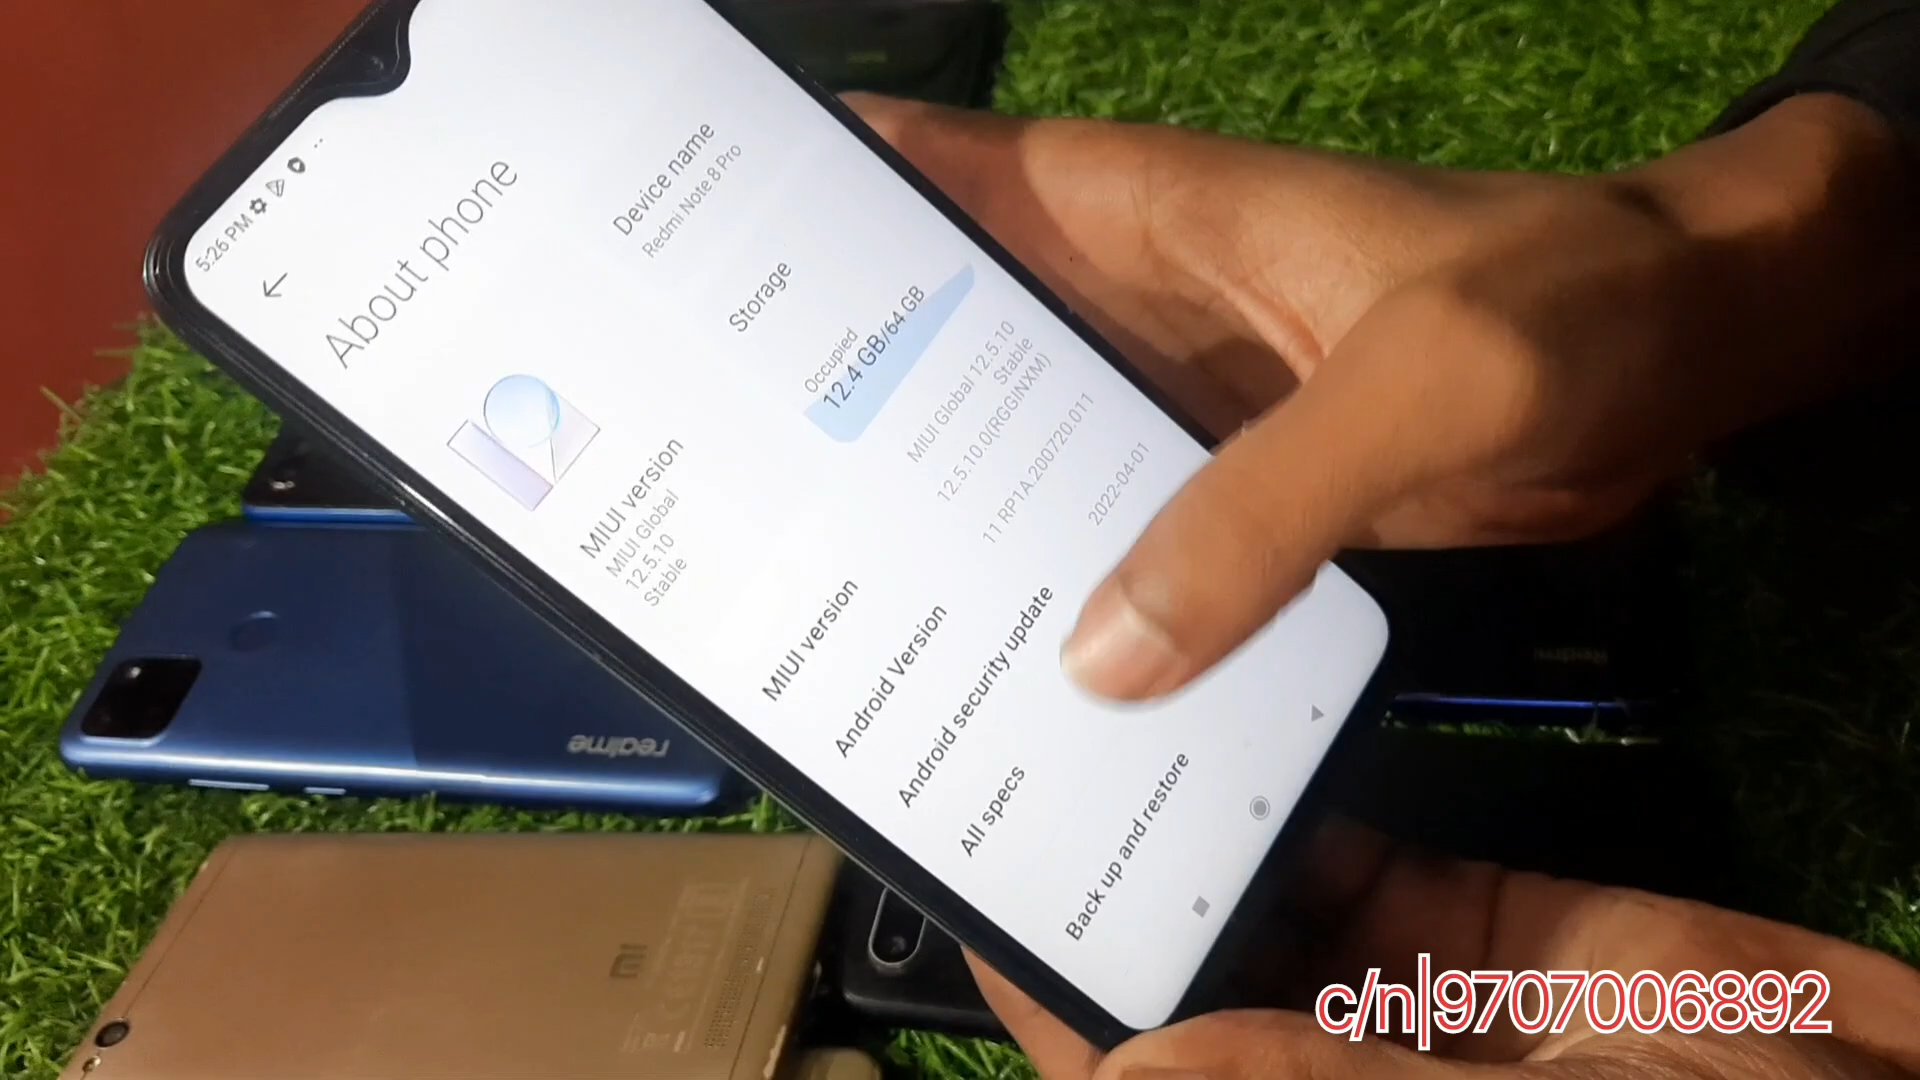 5:26 PM
About phone
Device name
Redmi Note 8 Pro
Storage
Occupied
12.4 GB/64 GB
MIUI version
MIUI Global
12.5.10
Stable
MIUI version
MIUI Global 12.5.10
Stable
12.5.10.0(RGGINXM)
Android Version
11 RP1A.200720.011
Android security update
2022-04-01
All specs
Back up and restore
realme
mi
Redmi
c/n|9707006892